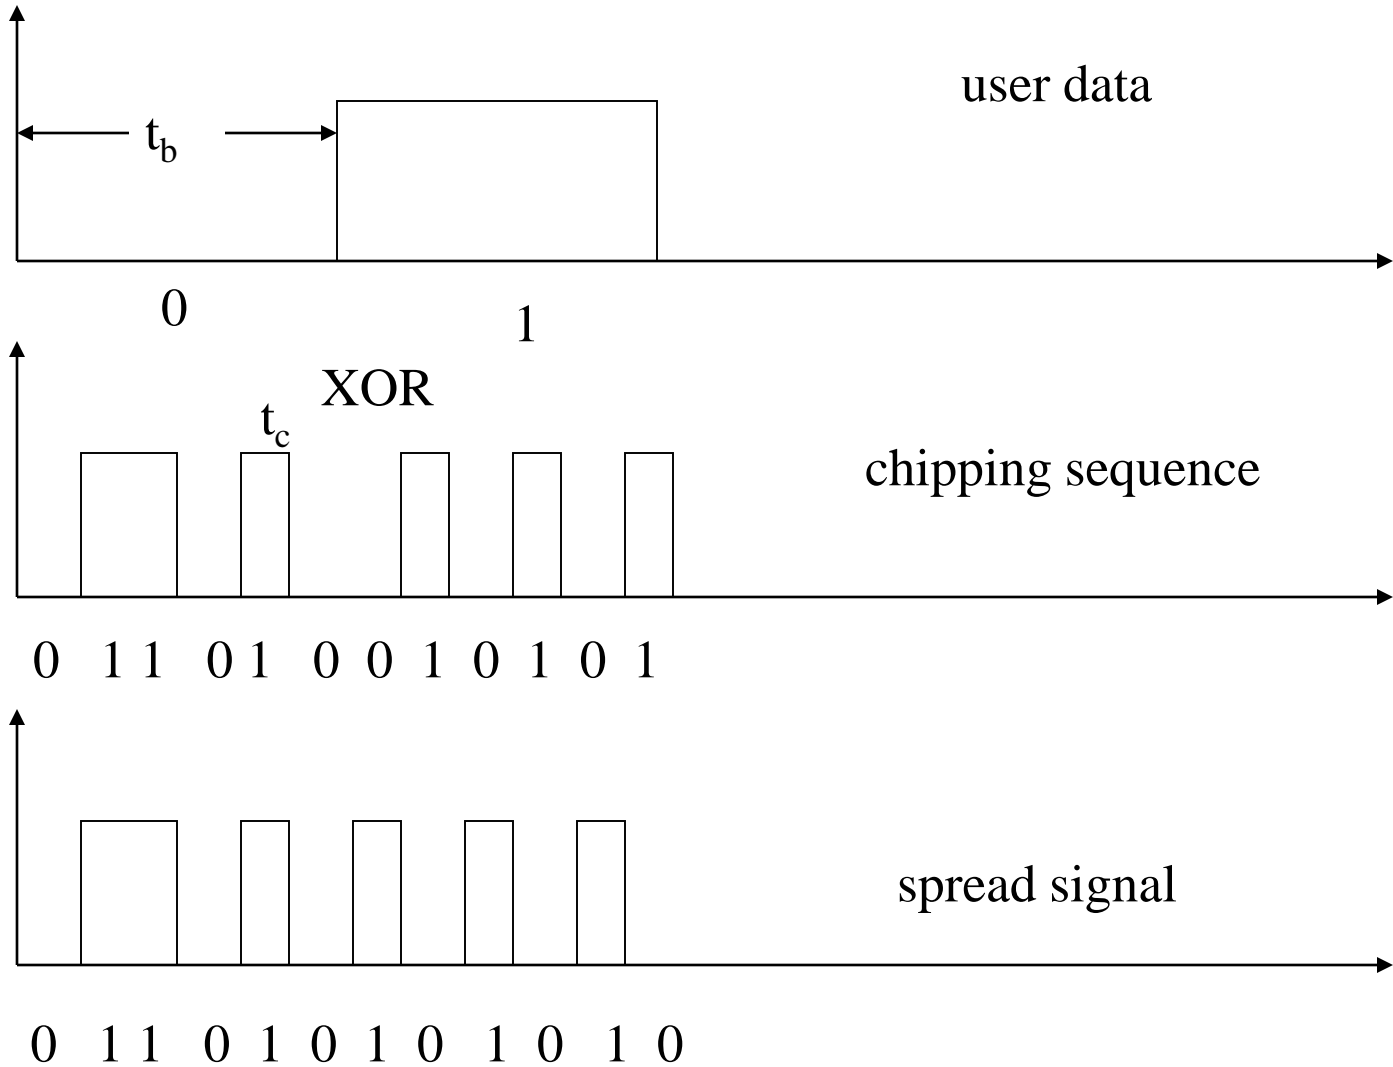 user data
t_b
0
1
XOR
t_c
chipping sequence
0 1 1 0 1 0 0 1 0 1 0 1
spread signal
0 1 1 0 1 0 1 0 1 0 1 0